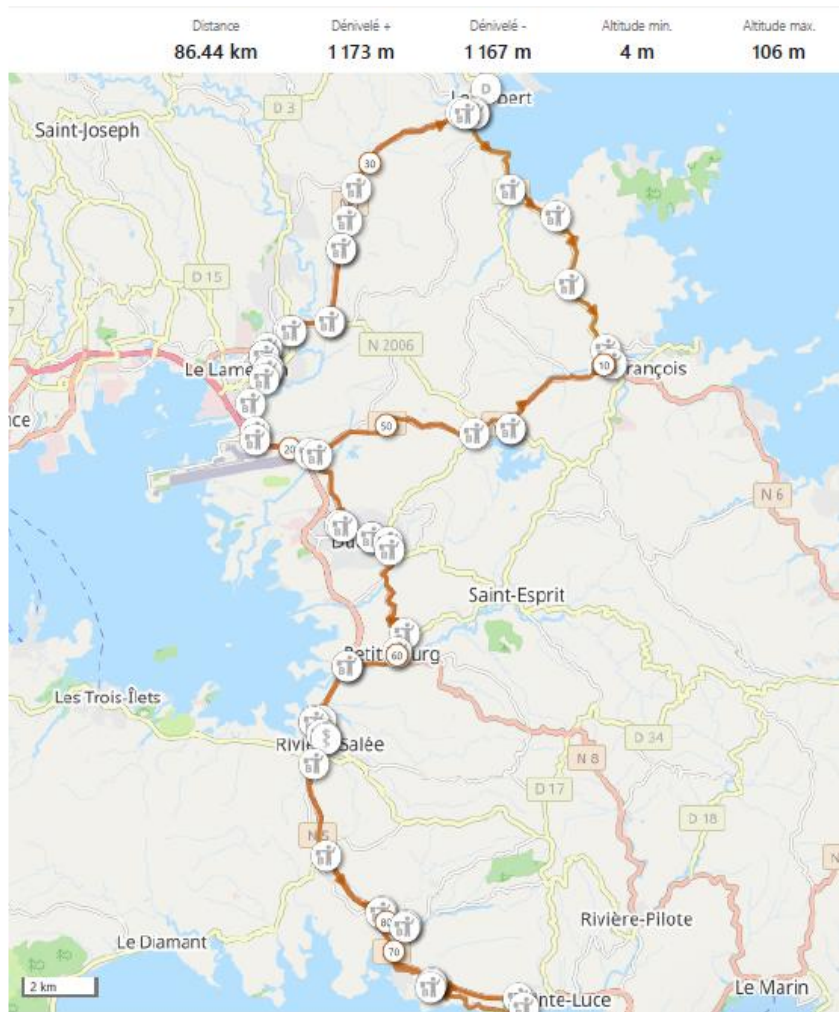 Distance
86.44 km
Dénivelé +
1 173 m
Dénivelé -
1 167 m
Altitude min.
4 m
Altitude max.
106 m
D
D 3
Saint-Joseph
30
D 15
N 2006
10
50
20
N 6
Saint-Esprit
60
Les Trois-Îlets
D 34
N 8
D 17
D 18
N 5
80
Rivière-Pilote
Le Diamant
70
2 km
Le Marin